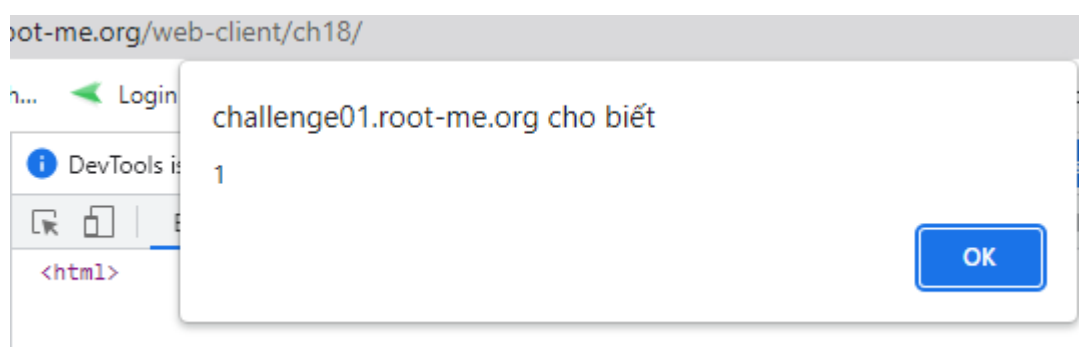 oot-me.org/web-client/ch18/
Login
challenge01.root-me.org cho biết
DevTools is
1
OK
<html>